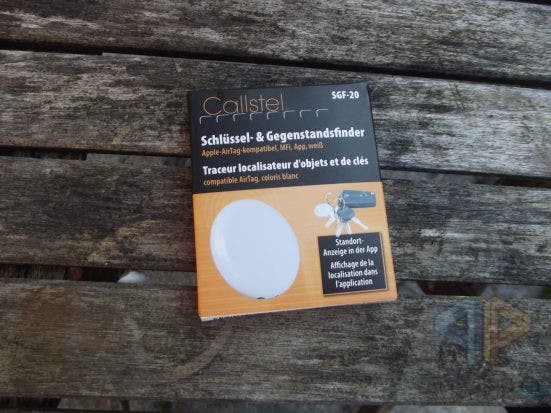 Callstel
SGF-20
Schlüssel- & Gegenstandsfinder
Apple-AirTag-kompatibel, MFi, App, weiß
Traceur localisateur d'objets et de clés
compatible AirTag, coloris blanc
Standort-
Anzeige in der App
Affichage de la
localisation dans
l'application